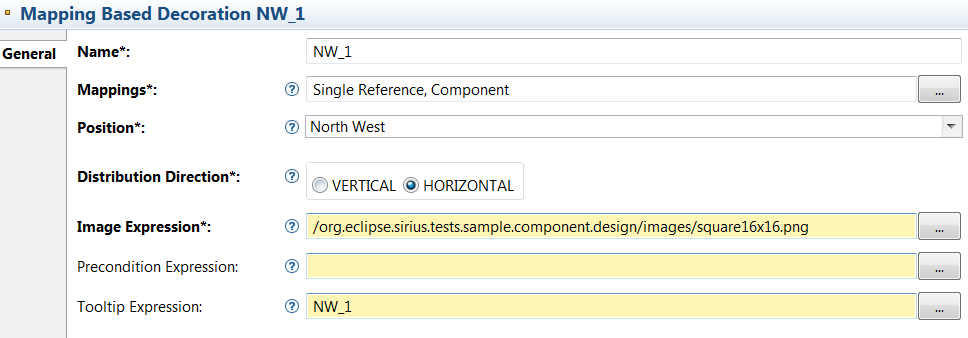 Mapping Based Decoration NW_1
General
Name*: NW_1
Mappings*: ? Single Reference, Component ...
Position*: ? North West
Distribution Direction*: ? VERTICAL HORIZONTAL
Image Expression*: ? /org.eclipse.sirius.tests.sample.component.design/images/square16x16.png ...
Precondition Expression: ? ...
Tooltip Expression: ? NW_1 ...